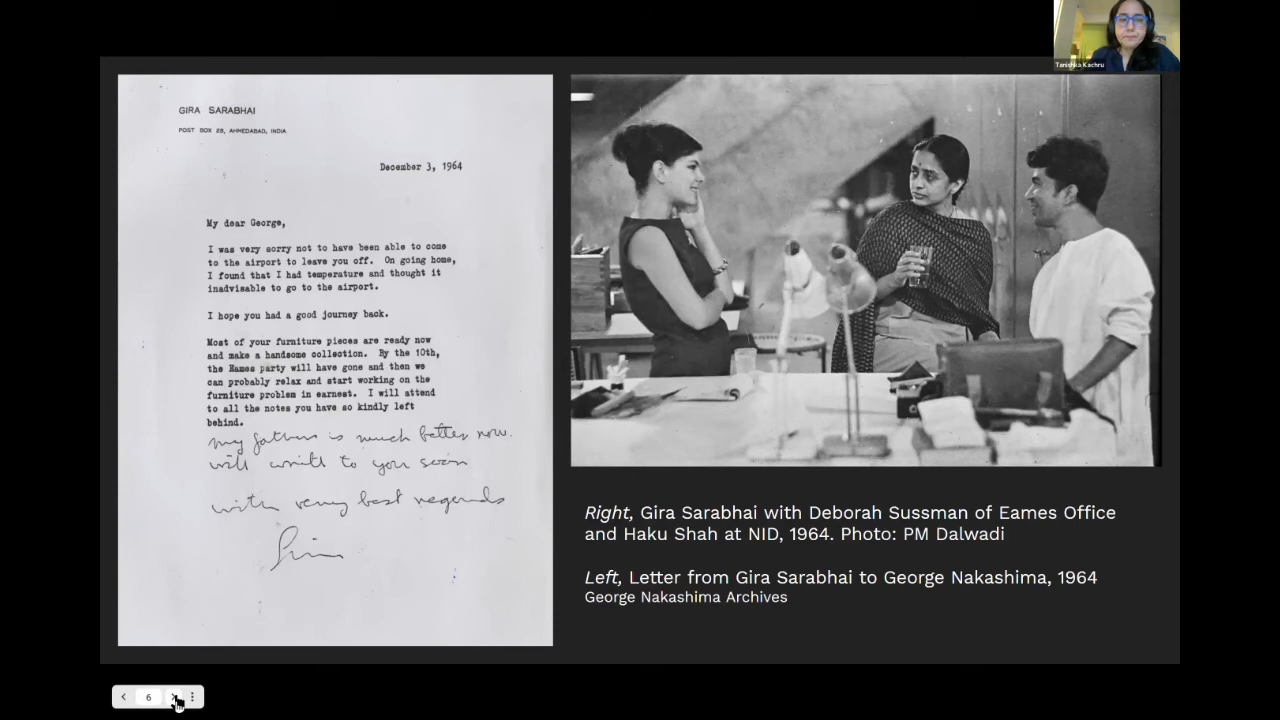 Tanishka Kachru
GIRA SARABHAI
POST BOX 28, AHMEDABAD, INDIA
December 3, 1964
My dear George,
I was very sorry not to have been able to come
to the airport to leave you off. On going home,
I found that I had temperature and thought it
inadvisable to go to the airport.
I hope you had a good journey back.
Most of your furniture pieces are ready now
and make a handsome collection. By the 10th,
the Eames party will have gone and then we
can probably relax and start working on the
furniture problem in earnest. I will attend
to all the notes you have so kindly left
behind.
My father is much better now.
will write to you soon
with very best regards
Gira
Right, Gira Sarabhai with Deborah Sussman of Eames Office
and Haku Shah at NID, 1964. Photo: PM Dalwadi
Left, Letter from Gira Sarabhai to George Nakashima, 1964
George Nakashima Archives
6